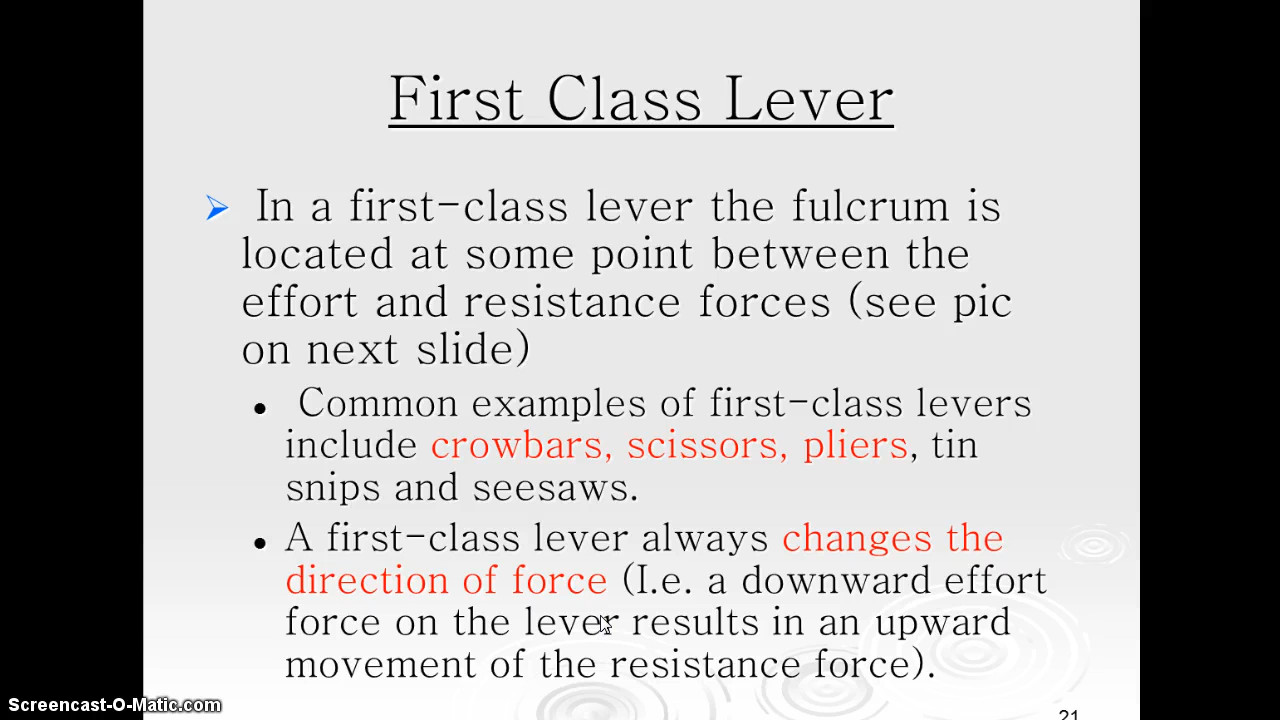 First Class Lever
In a first-class lever the fulcrum is
located at some point between the
effort and resistance forces (see pic
on next slide)
Common examples of first-class levers
include crowbars, scissors, pliers, tin
snips and seesaws.
A first-class lever always changes the
direction of force (I.e. a downward effort
force on the lever results in an upward
movement of the resistance force).
21
Screencast-O-Matic.com